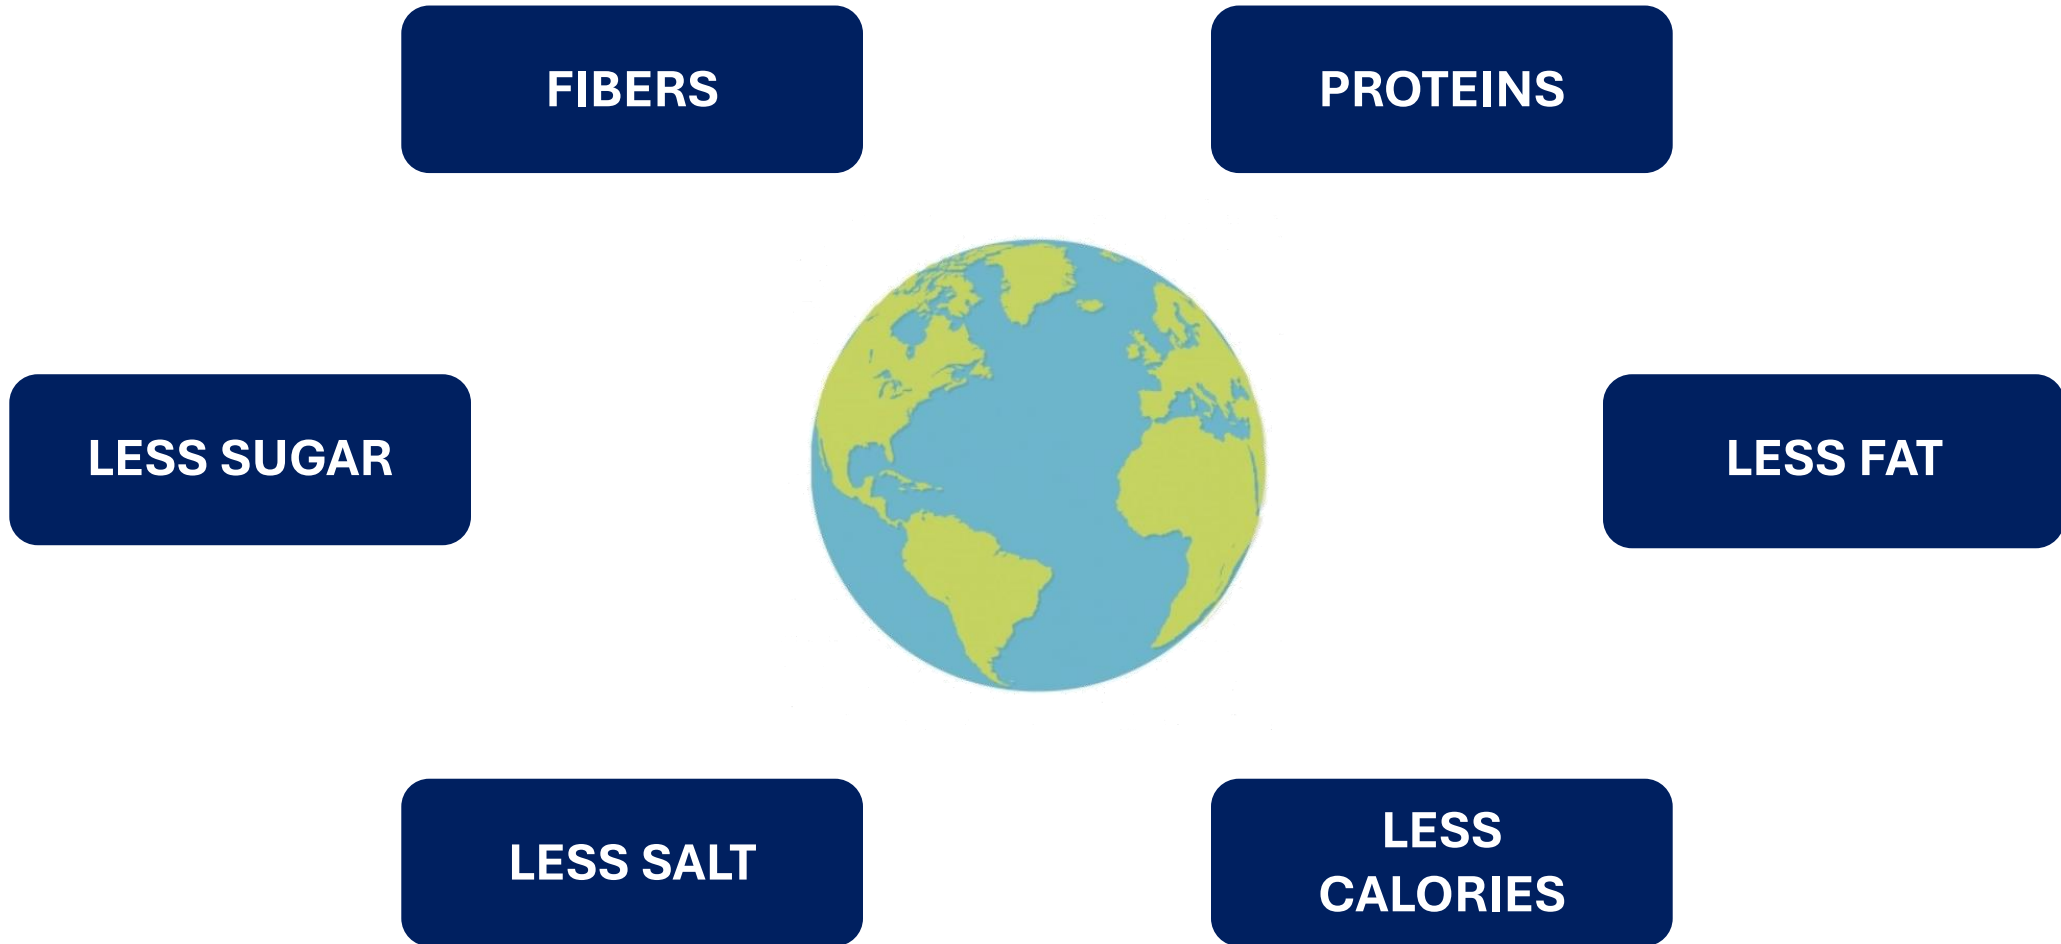 FIBERS
PROTEINS
LESS SUGAR
LESS FAT
LESS SALT
LESS
CALORIES